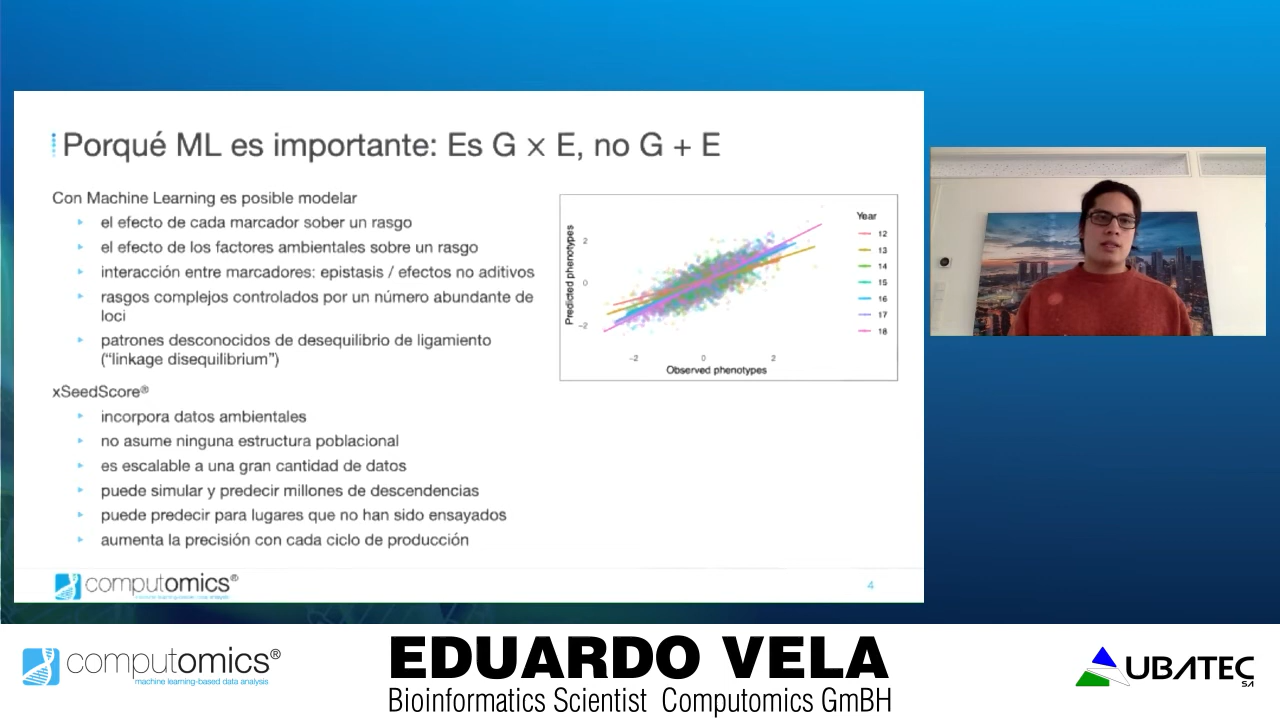 Porqué ML es importante: Es G × E, no G + E
Con Machine Learning es posible modelar
el efecto de cada marcador sober un rasgo
el efecto de los factores ambientales sobre un rasgo
interacción entre marcadores: epistasis / efectos no aditivos
rasgos complejos controlados por un número abundante de
loci
patrones desconocidos de desequilibrio de ligamiento
("linkage disequilibrium")
xSeedScore®
incorpora datos ambientales
no asume ninguna estructura poblacional
es escalable a una gran cantidad de datos
puede simular y predecir millones de descendencias
puede predecir para lugares que no han sido ensayados
aumenta la precisión con cada ciclo de producción
Predicted phenotypes
2
0
−2
−2 0 2
Observed phenotypes
Year
12
13
14
15
16
17
18
computomics®
4
computomics®
machine learning-based data analysis
EDUARDO VELA
Bioinformatics Scientist Computomics GmBH
UBATEC
SA